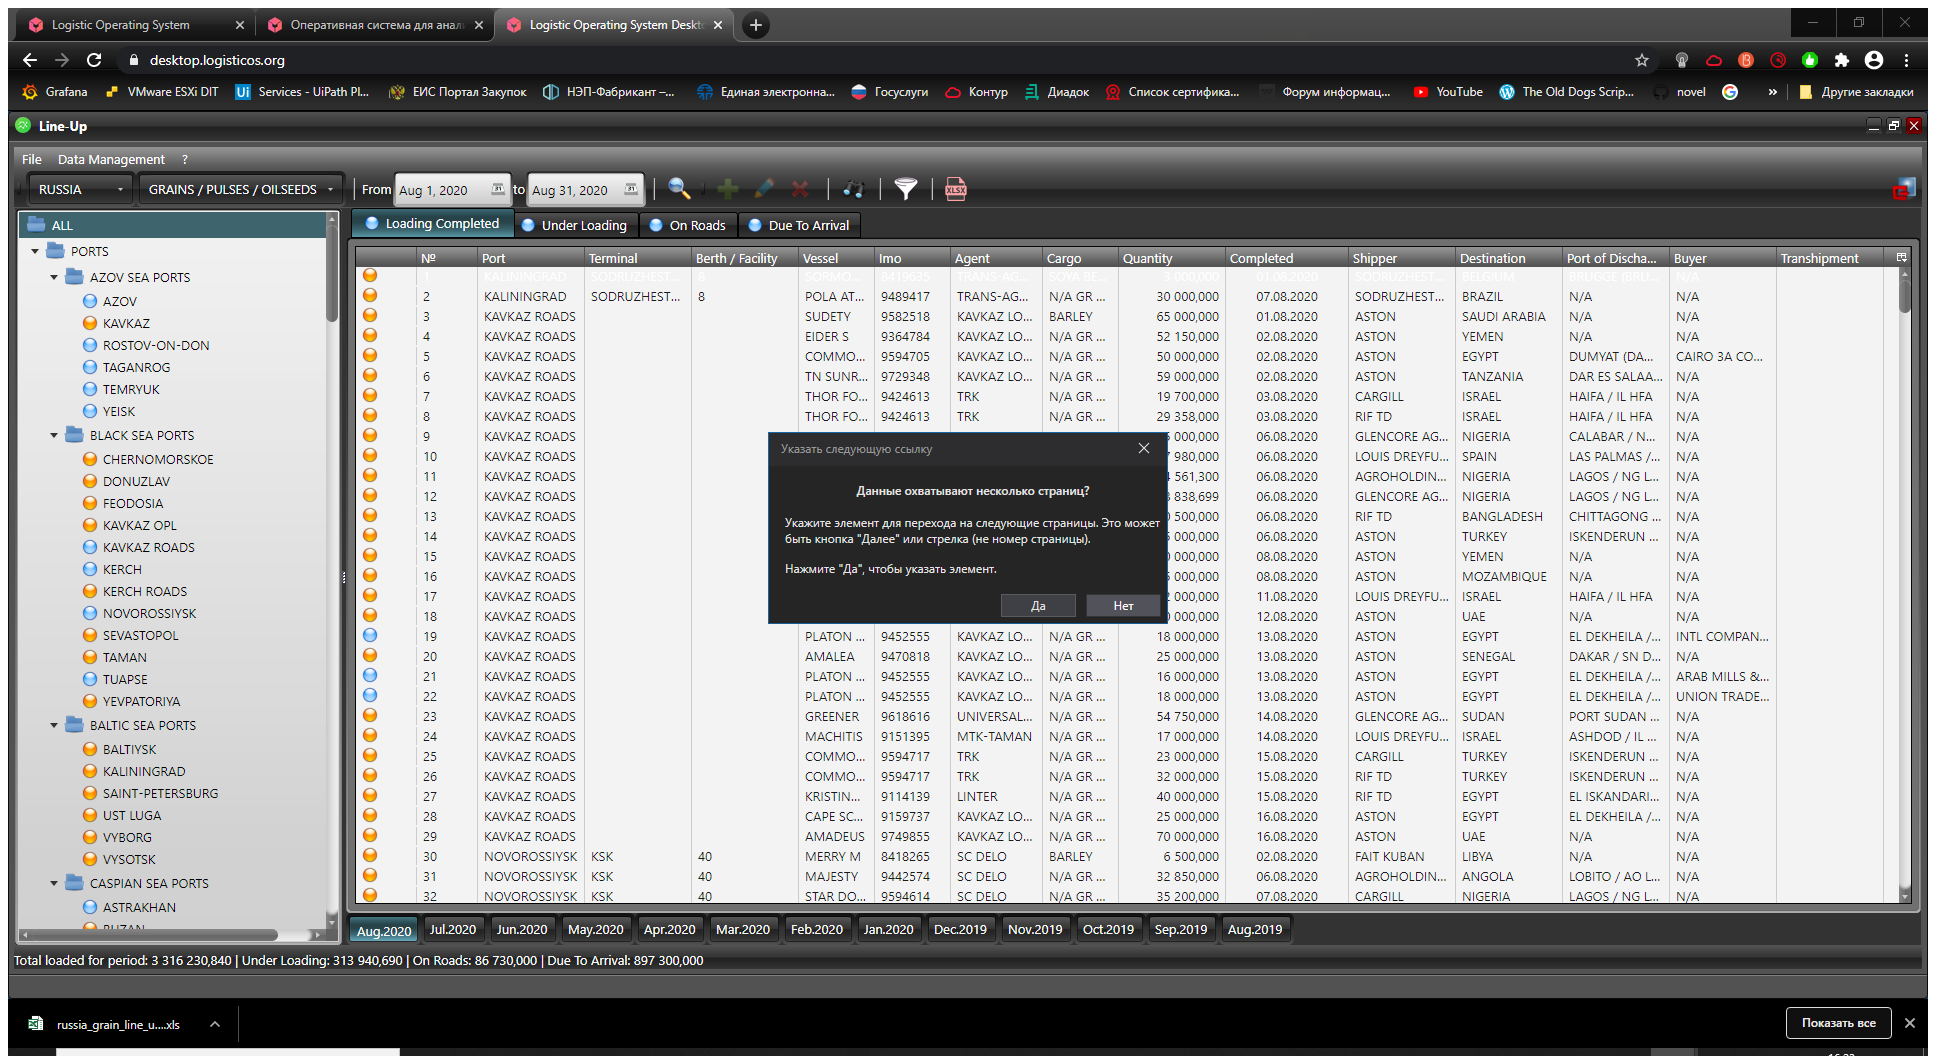 Logistic Operating System
Оперативная система для анал
Logistic Operating System Deskt
desktop.logisticos.org
Grafana
VMware ESXi DIT
Services - UiPath Pl...
ЕИС Портал Закупок
НЭП-Фабрикант –...
Единая электронна...
Госуслуги
Контур
Диадок
Список сертифика...
Форум информац...
YouTube
The Old Dogs Scrip...
novel
»
Другие закладки
Line-Up
File Data Management ?
RUSSIA GRAINS / PULSES / OILSEEDS From Aug 1, 2020 to Aug 31, 2020 XLSX
ALL
PORTS
AZOV SEA PORTS
AZOV
KAVKAZ
ROSTOV-ON-DON
TAGANROG
TEMRYUK
YEISK
BLACK SEA PORTS
CHERNOMORSKOE
DONUZLAV
FEODOSIA
KAVKAZ OPL
KAVKAZ ROADS
KERCH
KERCH ROADS
NOVOROSSIYSK
SEVASTOPOL
TAMAN
TUAPSE
YEVPATORIYA
BALTIC SEA PORTS
BALTIYSK
KALININGRAD
SAINT-PETERSBURG
UST LUGA
VYBORG
VYSOTSK
CASPIAN SEA PORTS
ASTRAKHAN
Loading Completed Under Loading On Roads Due To Arrival
№ Port Terminal Berth / Facility Vessel Imo Agent Cargo Quantity Completed Shipper Destination Port of Discha... Buyer Transhipment
1 KALININGRAD SODRUZHEST... 8 3 000,000 01.08.2020 SODRUZHEST... BELGIUM N/A
2 KALININGRAD SODRUZHEST... 8 POLA AT... 9489417 TRANS-AG... N/A GR ... 30 000,000 07.08.2020 SODRUZHEST... BRAZIL N/A N/A
3 KAVKAZ ROADS SUDETY 9582518 KAVKAZ LO... BARLEY 65 000,000 01.08.2020 ASTON SAUDI ARABIA N/A N/A
4 KAVKAZ ROADS EIDER S 9364784 KAVKAZ LO... N/A GR ... 52 150,000 02.08.2020 ASTON YEMEN N/A N/A
5 KAVKAZ ROADS COMMO... 9594705 KAVKAZ LO... N/A GR ... 50 000,000 02.08.2020 ASTON EGYPT DUMYAT (DA... CAIRO 3A CO...
6 KAVKAZ ROADS TN SUNR... 9729348 KAVKAZ LO... N/A GR ... 59 000,000 02.08.2020 ASTON TANZANIA DAR ES SALAA... N/A
7 KAVKAZ ROADS THOR FO... 9424613 TRK N/A GR ... 19 700,000 03.08.2020 CARGILL ISRAEL HAIFA / IL HFA N/A
8 KAVKAZ ROADS THOR FO... 9424613 TRK N/A GR ... 29 358,000 03.08.2020 RIF TD ISRAEL HAIFA / IL HFA N/A
9 KAVKAZ ROADS 000,000 06.08.2020 GLENCORE AG... NIGERIA CALABAR / N... N/A
10 KAVKAZ ROADS 980,000 06.08.2020 LOUIS DREYFU... SPAIN LAS PALMAS /... N/A
11 KAVKAZ ROADS 561,300 06.08.2020 AGROHOLDIN... NIGERIA LAGOS / NG L... N/A
12 KAVKAZ ROADS 838,699 06.08.2020 GLENCORE AG... NIGERIA LAGOS / NG L... N/A
13 KAVKAZ ROADS 500,000 06.08.2020 RIF TD BANGLADESH CHITTAGONG ... N/A
14 KAVKAZ ROADS 000,000 06.08.2020 ASTON TURKEY ISKENDERUN ... N/A
15 KAVKAZ ROADS 000,000 08.08.2020 ASTON YEMEN N/A N/A
16 KAVKAZ ROADS 000,000 08.08.2020 ASTON MOZAMBIQUE N/A N/A
17 KAVKAZ ROADS 000,000 11.08.2020 LOUIS DREYFU... ISRAEL HAIFA / IL HFA N/A
18 KAVKAZ ROADS 000,000 12.08.2020 ASTON UAE N/A N/A
19 KAVKAZ ROADS PLATON ... 9452555 KAVKAZ LO... N/A GR ... 18 000,000 13.08.2020 ASTON EGYPT EL DEKHEILA /... INTL COMPAN...
20 KAVKAZ ROADS AMALEA 9470818 KAVKAZ LO... N/A GR ... 25 000,000 13.08.2020 ASTON SENEGAL DAKAR / SN D... N/A
21 KAVKAZ ROADS PLATON ... 9452555 KAVKAZ LO... N/A GR ... 16 000,000 13.08.2020 ASTON EGYPT EL DEKHEILA /... ARAB MILLS &...
22 KAVKAZ ROADS PLATON ... 9452555 KAVKAZ LO... N/A GR ... 18 000,000 13.08.2020 ASTON EGYPT EL DEKHEILA /... UNION TRADE...
23 KAVKAZ ROADS GREENER 9618616 UNIVERSAL... N/A GR ... 54 750,000 14.08.2020 GLENCORE AG... SUDAN PORT SUDAN ... N/A
24 KAVKAZ ROADS MACHITIS 9151395 MTK-TAMAN N/A GR ... 17 000,000 14.08.2020 LOUIS DREYFU... ISRAEL ASHDOD / IL ... N/A
25 KAVKAZ ROADS COMMO... 9594717 TRK N/A GR ... 23 000,000 15.08.2020 CARGILL TURKEY ISKENDERUN ... N/A
26 KAVKAZ ROADS COMMO... 9594717 TRK N/A GR ... 32 000,000 15.08.2020 RIF TD TURKEY ISKENDERUN ... N/A
27 KAVKAZ ROADS KRISTIN... 9114139 LINTER N/A GR ... 40 000,000 15.08.2020 RIF TD EGYPT EL ISKANDARI... N/A
28 KAVKAZ ROADS CAPE SC... 9159737 KAVKAZ LO... N/A GR ... 25 000,000 16.08.2020 ASTON EGYPT EL DEKHEILA /... N/A
29 KAVKAZ ROADS AMADEUS 9749855 KAVKAZ LO... N/A GR ... 70 000,000 16.08.2020 ASTON UAE N/A N/A
30 NOVOROSSIYSK KSK 40 MERRY M 8418265 SC DELO BARLEY 6 500,000 02.08.2020 FAIT KUBAN LIBYA N/A N/A
31 NOVOROSSIYSK KSK 40 MAJESTY 9442574 SC DELO N/A GR ... 32 850,000 06.08.2020 AGROHOLDIN... ANGOLA LOBITO / AO L... N/A
32 NOVOROSSIYSK KSK 40 STAR DO... 9594614 SC DELO N/A GR ... 35 200,000 07.08.2020 CARGILL NIGERIA LAGOS / NG L... N/A
Указать следующую ссылку
Данные охватывают несколько страниц?
Укажите элемент для перехода на следующие страницы. Это может
быть кнопка "Далее" или стрелка (не номер страницы).
Нажмите "Да", чтобы указать элемент.
Да Нет
Aug.2020 Jul.2020 Jun.2020 May.2020 Apr.2020 Mar.2020 Feb.2020 Jan.2020 Dec.2019 Nov.2019 Oct.2019 Sep.2019 Aug.2019
Total loaded for period: 3 316 230,840 | Under Loading: 313 940,690 | On Roads: 86 730,000 | Due To Arrival: 897 300,000
russia_grain_line_u....xls
Показать все